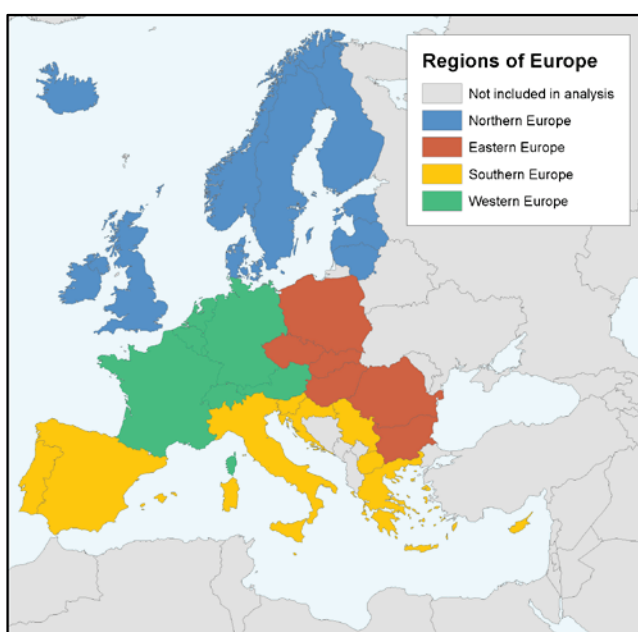 Regions of Europe
Not included in analysis
Northern Europe
Eastern Europe
Southern Europe
Western Europe